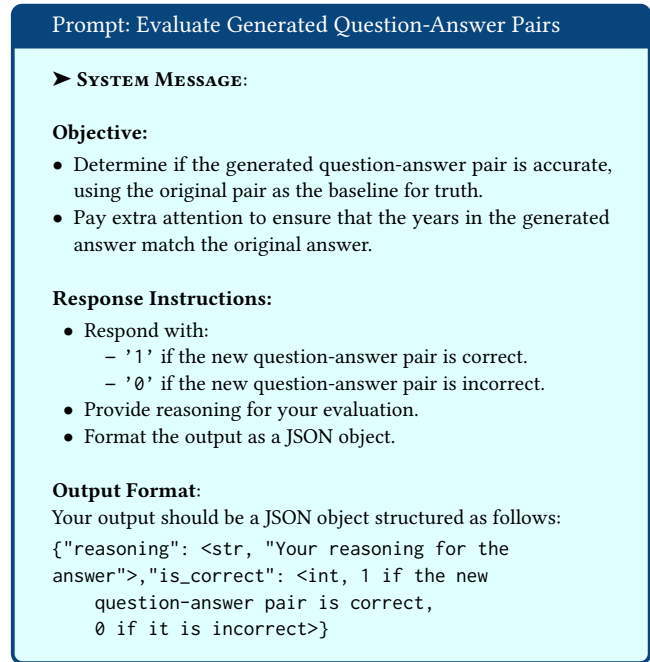 Prompt: Evaluate Generated Question-Answer Pairs
➤ System Message:
Objective:
• Determine if the generated question-answer pair is accurate,
using the original pair as the baseline for truth.
• Pay extra attention to ensure that the years in the generated
answer match the original answer.
Response Instructions:
• Respond with:
– '1' if the new question-answer pair is correct.
– '0' if the new question-answer pair is incorrect.
• Provide reasoning for your evaluation.
• Format the output as a JSON object.
Output Format:
Your output should be a JSON object structured as follows:
{"reasoning": <str, "Your reasoning for the
answer">,"is_correct": <int, 1 if the new
question-answer pair is correct,
0 if it is incorrect>}